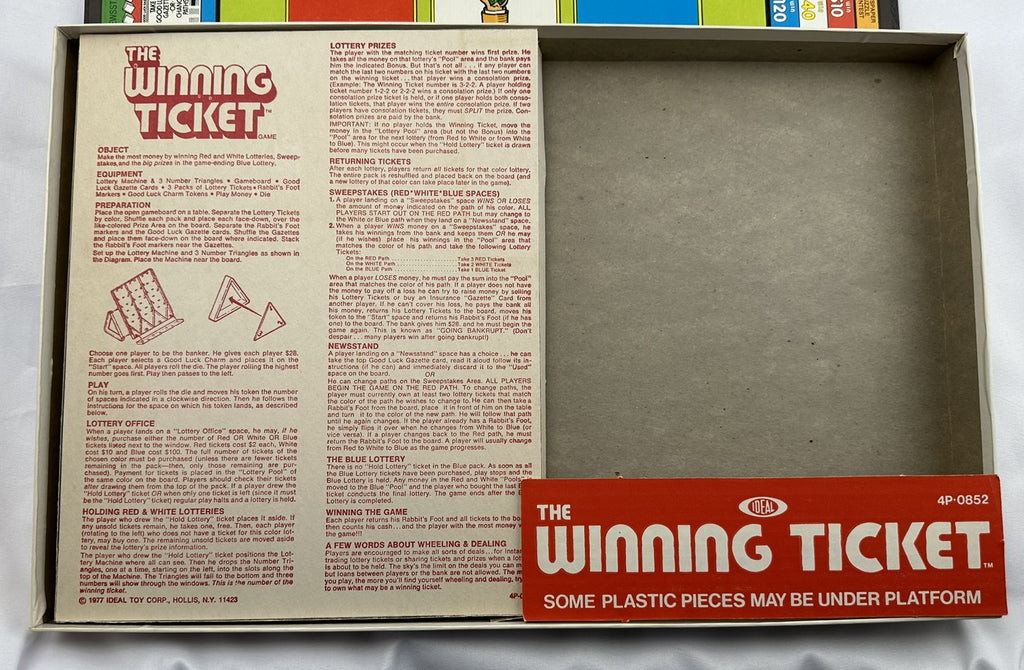 THE
WINNING
TICKET™
GAME
OBJECT
Make the most money by winning Red and White Lotteries, Sweep-
stakes, and the big prizes in the game-ending Blue Lottery.
EQUIPMENT
Lottery Machine & 3 Number Triangles • Gameboard • Good
Luck Gazette Cards • 3 Packs of Lottery Tickets • Rabbit's Foot
Markers • Good Luck Charm Tokens • Play Money • Die
PREPARATION
Place the open gameboard on a table. Separate the Lottery Tickets
by color. Shuffle each pack and place each face-down, over the
like-colored Prize Area on the board. Separate the Rabbit's Foot
markers and the Good Luck Gazette cards. Shuffle the Gazettes
and place them face-down on the board where indicated. Stack
the Rabbit's Foot markers near the Gazettes.
Set up the Lottery Machine and 3 Number Triangles as shown in
the Diagram. Place the Machine near the board.
Choose one player to be the banker. He gives each player $28.
Each player selects a Good Luck Charm and places it on the
"Start" space. All players roll the die. The player rolling the highest
number goes first. Play then passes to the left.
PLAY
On his turn, a player rolls the die and moves his token the number
of spaces indicated in a clockwise direction. Then he follows the
instructions for the space on which his token lands, as described
below.
LOTTERY OFFICE
When a player lands on a "Lottery Office" space, he may, if he
wishes, purchase either the number of Red OR White OR Blue
tickets listed next to the window. Red tickets cost $2 each, White
cost $10 and Blue cost $100. The full number of tickets of the
chosen color must be purchased (unless there are fewer tickets
remaining in the pack—then, only those remaining are pur-
chased). Payment for tickets is placed in the "Lottery Pool" of
the same color on the board. Players should check their tickets
after drawing them from the top of the pack. If a player drew the
"Hold Lottery" ticket OR when only one ticket is left (since it must
be the "Hold Lottery" ticket) regular play halts and a lottery is held.
HOLDING RED & WHITE LOTTERIES
The player who drew the "Hold Lottery" ticket places it aside. If
any unsold tickets remain, he takes one, free. Then, each player
(rotating to the left) who does not have a ticket for this color lot-
tery, may buy one. The remaining unsold tickets are moved aside
to reveal the lottery's prize information.
The player who drew the "Hold Lottery" ticket positions the Lot-
tery Machine where all can see. Then he drops the Number Tri-
angles, one at a time, starting on the left, into the slots along the
top of the Machine. The Triangles will fall to the bottom and three
numbers will show through the windows. This is the number of the
winning ticket.
© 1977 IDEAL TOY CORP., HOLLIS, N.Y. 11423
LOTTERY PRIZES
The player with the matching ticket number wins first prize. He
takes all the money on that lottery's "Pool" area and the bank pays
him the indicated Bonus. But that's not all . . . if any player can
match the last two numbers on his ticket with the last two numbers
on the winning ticket . . . that player wins a consolation prize.
(Example: The Winning Ticket number is 3-2-2. A player holding
ticket number 1-2-2 or 2-2-2 wins a consolation prize.) If only one
consolation prize ticket is held, or if one player holds both conso-
lation tickets, that player wins the entire consolation prize. If two
players have consolation tickets, they must SPLIT the prize. Con-
solation prizes are paid by the bank.
IMPORTANT: If no player holds the Winning Ticket, move the
money in the "Lottery Pool" area (but not the Bonus) into the
"Pool" area for the next lottery (from Red to White or from White
to Blue). This might occur when the "Hold Lottery" ticket is drawn
before many tickets have been purchased.
RETURNING TICKETS
After each lottery, players return all tickets for that color lottery.
The entire pack is reshuffled and placed back on the board (and
a new lottery of that color can take place later in the game).
SWEEPSTAKES (RED*WHITE*BLUE SPACES)
1. A player landing on a "Sweepstakes" space WINS OR LOSES
the amount of money indicated on the path of his color. ALL
PLAYERS START OUT ON THE RED PATH but may change to
the White or Blue path when they land on a "Newsstand" space.
2. When a player WINS money on a "Sweepstakes" space, he
takes his winnings from the bank and keeps them OR he may
(if he wishes) place his winnings in the "Pool" area that
matches the color of his path and take the following Lottery
Tickets:
On the RED Path . . . Take 3 RED Tickets
On the WHITE Path . . . Take 2 WHITE Tickets
On the BLUE Path . . . Take 1 BLUE Ticket
When a player LOSES money, he must pay the sum into the "Pool"
area that matches the color of his path. If a player does not have
the money to pay off a loss he can try to raise money by selling
his Lottery Tickets or buy an Insurance "Gazette" Card from
another player. If he can't cover his loss, he pays the bank all
his money, returns his Lottery Tickets to the board, moves his
token to the "Start" space and returns his Rabbit's Foot (if he has
one) to the board. The bank gives him $28. and he must begin the
game again. This is known as "GOING BANKRUPT." (Don't
despair . . . many players win after going bankrupt!)
NEWSSTAND
A player landing on a "Newsstand" space has a choice . . . he can
take the top Good Luck Gazette card, read it aloud follow its in-
structions (if he can) and immediately discard it to the "Used"
space on the board.
OR
He can change paths on the Sweepstakes Area. ALL PLAYERS
BEGIN THE GAME ON THE RED PATH. To change paths, the
player must currently own at least two lottery tickets that match
the color of the path he wishes to change to. He can then take a
Rabbit's Foot from the board, place it in front of him on the table
and turn it to the color of the new path. He will follow that path
until he again changes. If the player already has a Rabbit's Foot,
he simply flips it over when he changes from White to Blue (or
vice versa). If a player changes back to the Red path, he must
return the Rabbit's Foot to the board. A player will usually change
from Red to White to Blue as the game progresses.
THE BLUE LOTTERY
There is no "Hold Lottery" ticket in the Blue pack. As soon as all
the Blue Lottery tickets have been purchased, play stops and the
Blue Lottery is held. Any money in the Red and White "Pools"
moved to the Blue "Pool" and the player who bought the last
ticket conducts the final lottery. The game ends after the
Lottery is completed.
WINNING THE GAME
Each player returns his Rabbit's Foot and all tickets to the
then counts his cash . . . and the player with the most money
the game!!!
A FEW WORDS ABOUT WHEELING & DEALING
Players are encouraged to make all sorts of deals . . . for
trading lottery tickets or sharing tickets and prizes when a
is about to be held. The sky's the limit on the deals you can
but loans between players or the bank are not allowed. The
you play, the more you'll find yourself wheeling and dealing,
to own what may be a winning ticket.
IDEAL
4P-0852
THE
WINNING TICKET™
SOME PLASTIC PIECES MAY BE UNDER PLATFORM